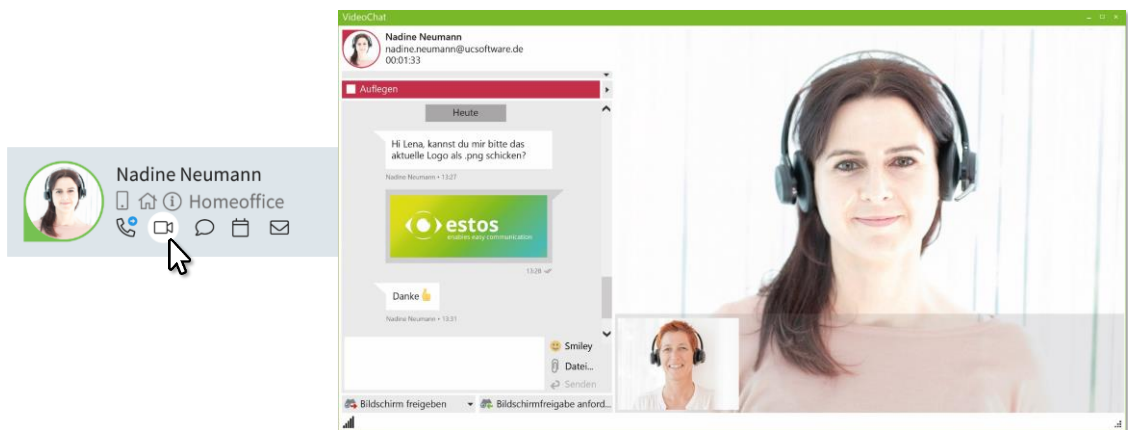 Nadine Neumann
Homeoffice
VideoChat
Nadine Neumann
nadine.neumann@ucsoftware.de
00:01:33
Auflegen
Heute
Hi Lena, kannst du mir bitte das
aktuelle Logo als .png schicken?
Nadine Neumann • 13:27
estos
enables easy communication
13:28
Danke 👍
Nadine Neumann • 13:31
Smiley
Datei...
Senden
Bildschirm freigeben
Bildschirmfreigabe anford...